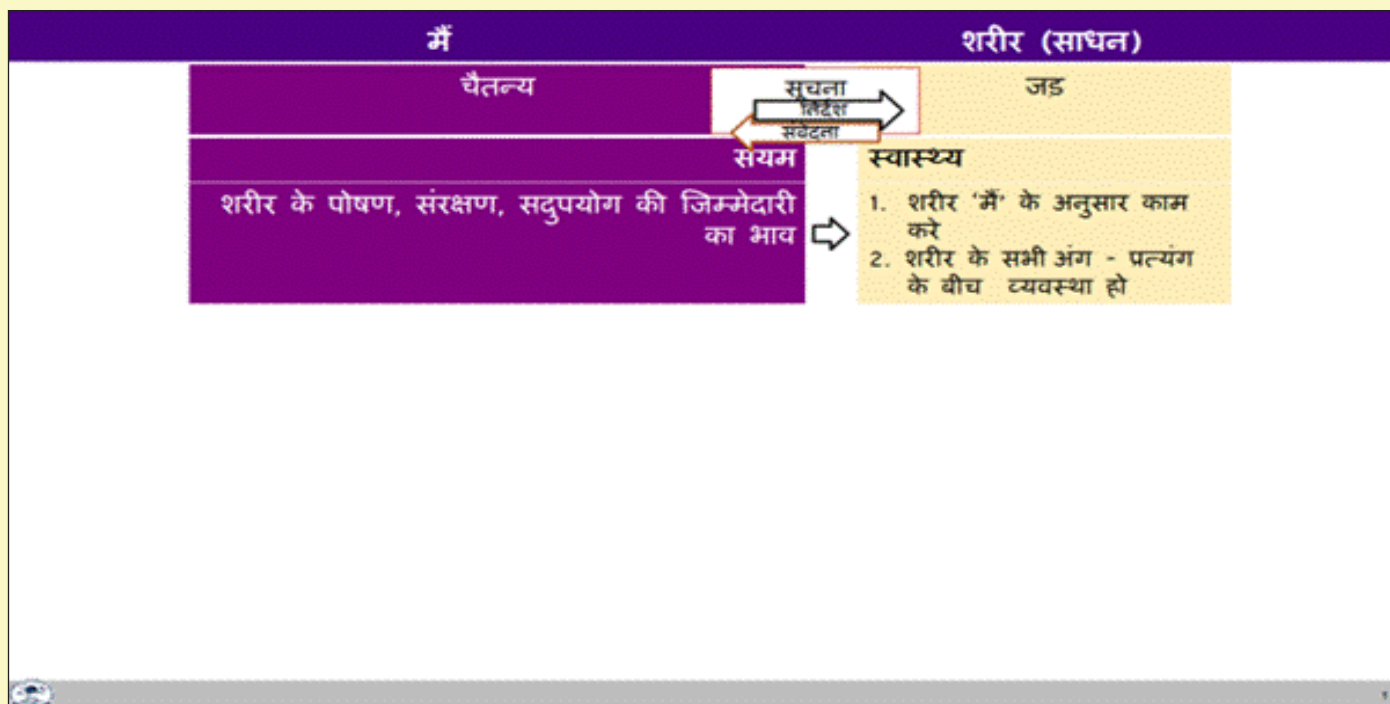 मैं शरीर (साधन)
चैतन्य सूचना जड़
निर्देश
संवेदना
संयम स्वास्थ्य
शरीर के पोषण, संरक्षण, सदुपयोग की जिम्मेदारी
का भाव
1. शरीर ‘मैं’ के अनुसार काम
करे
2. शरीर के सभी अंग - प्रत्यंग
के बीच व्यवस्था हो